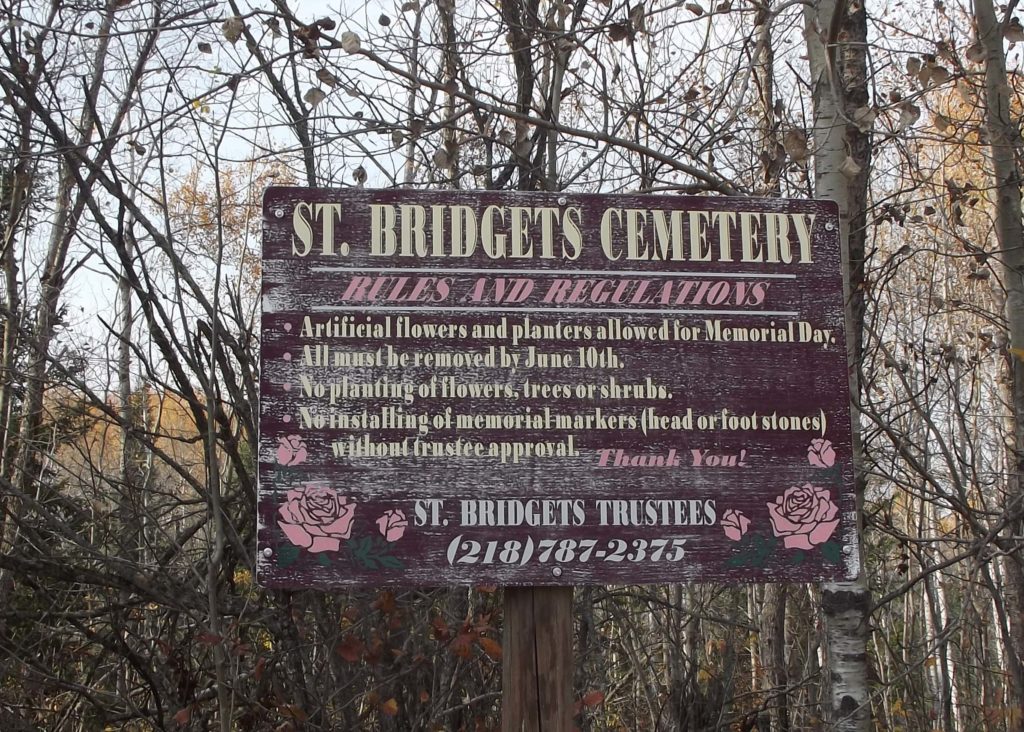 ST. BRIDGETS CEMETERY
RULES AND REGULATIONS
• Artificial flowers and planters allowed for Memorial Day.
• All must be removed by June 10th.
• No planting of flowers, trees or shrubs.
• No installing of memorial markers (head or foot stones)
without trustee approval.
Thank You!
ST. BRIDGETS TRUSTEES
(218)787-2375